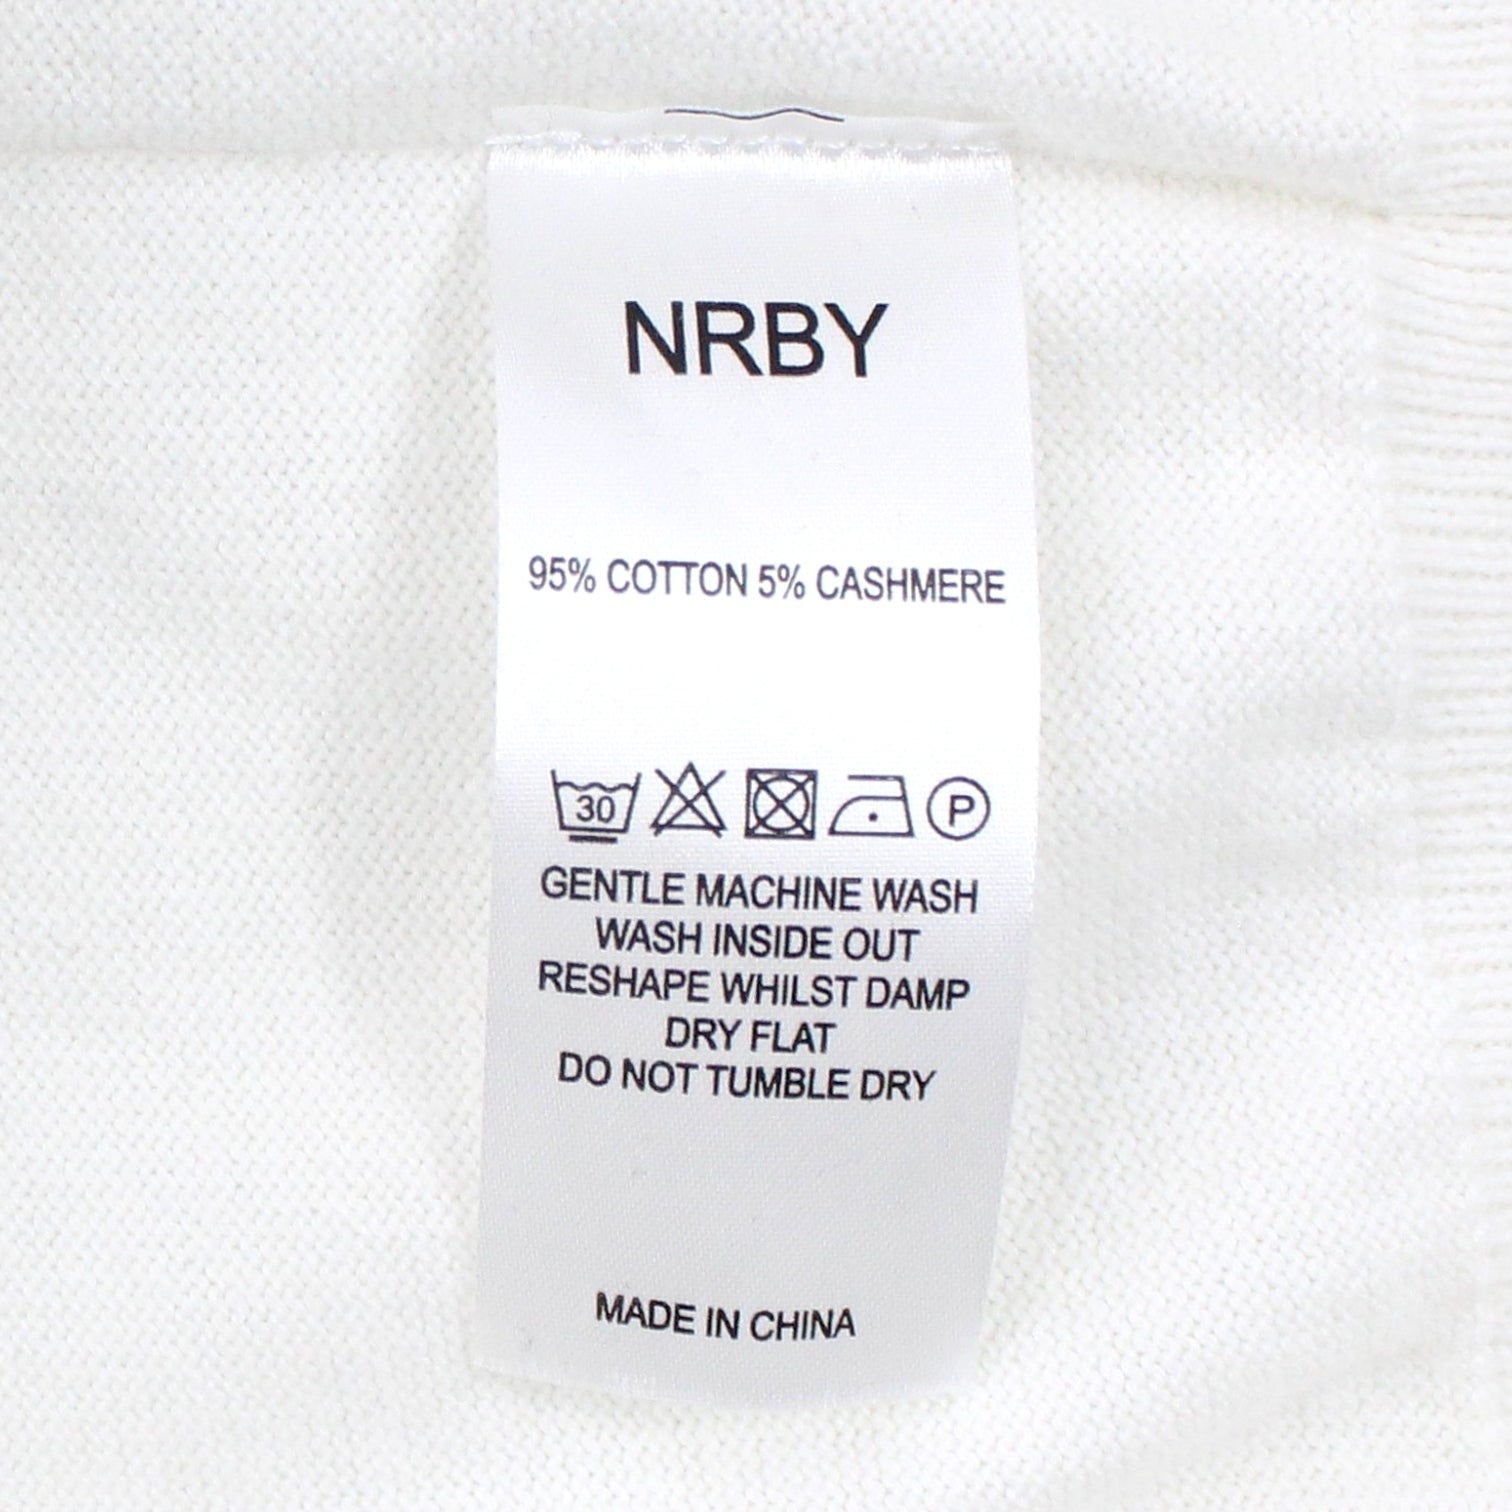 NRBY
95% COTTON 5% CASHMERE
30 P
GENTLE MACHINE WASH
WASH INSIDE OUT
RESHAPE WHILST DAMP
DRY FLAT
DO NOT TUMBLE DRY
MADE IN CHINA